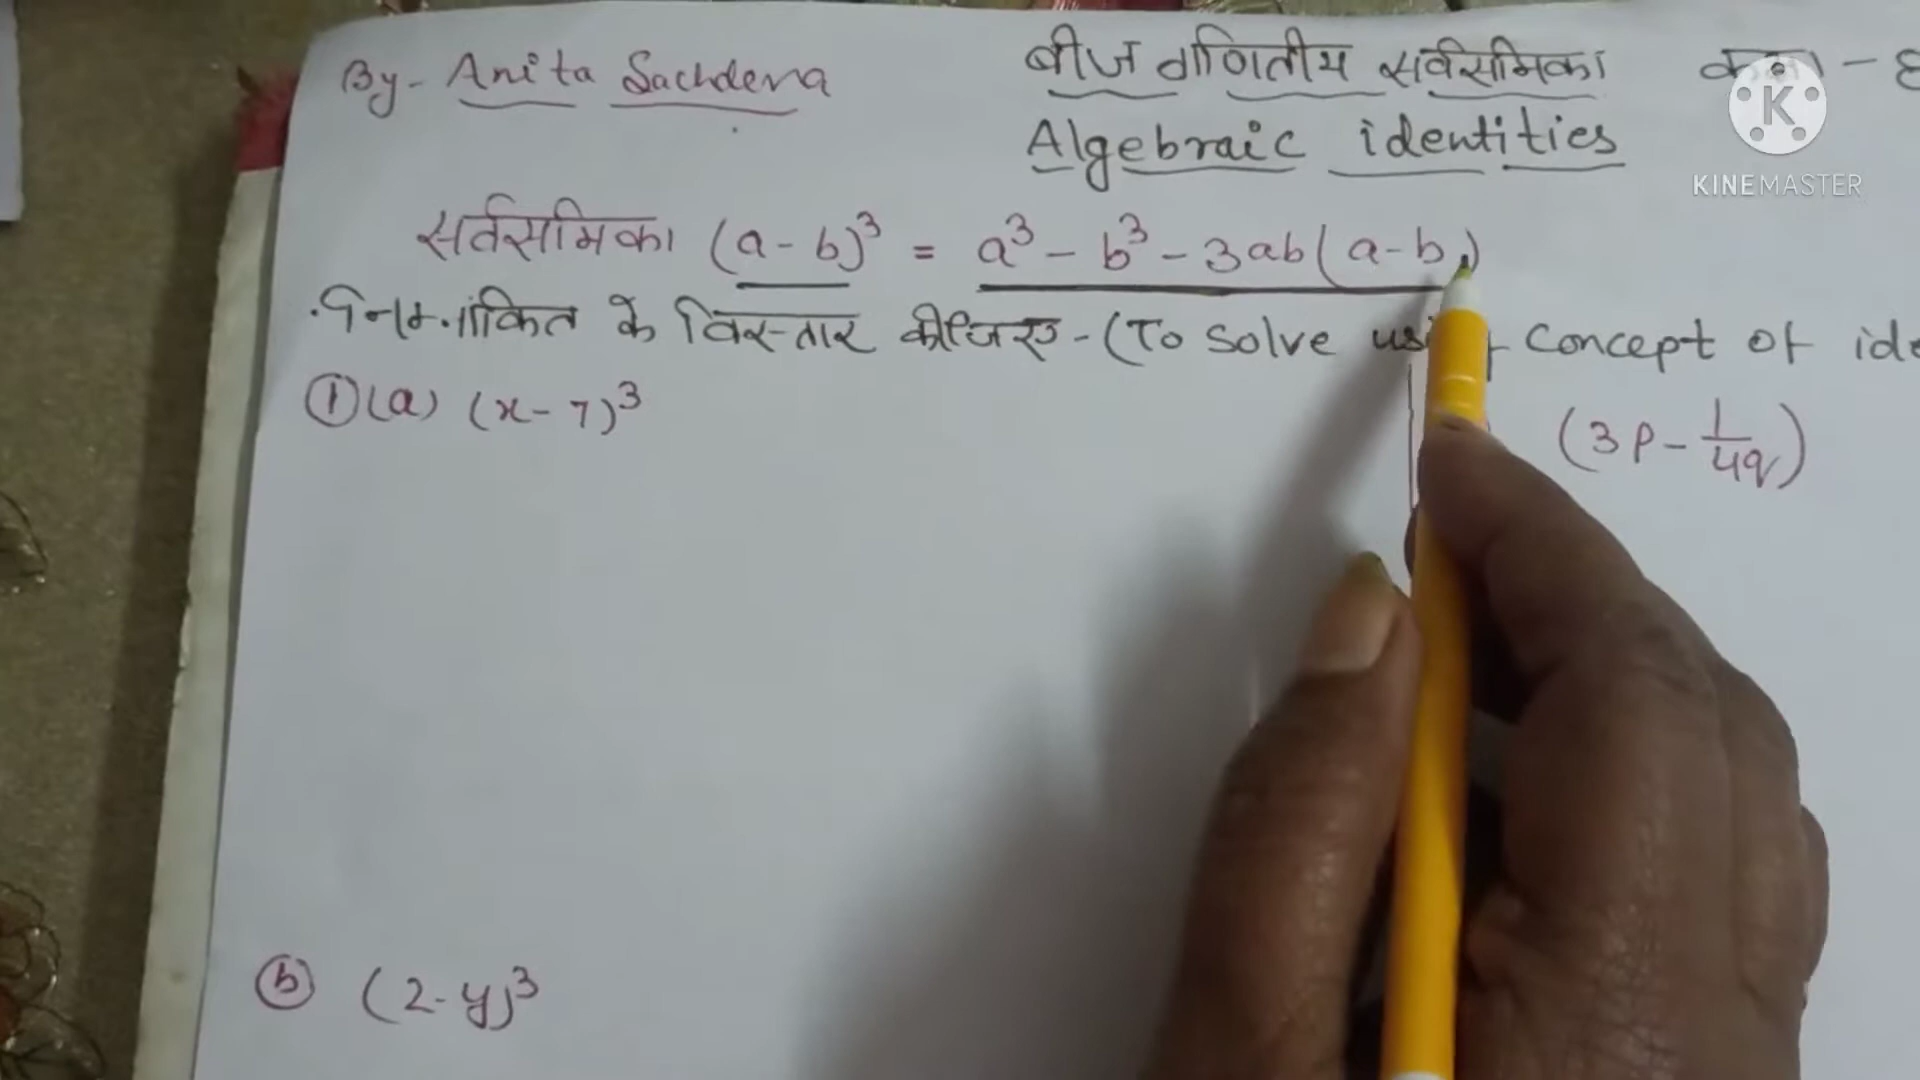 By- Anita Sachdeva
बीज गणितीय सर्वसमिका
Algebraic identities
KINEMASTER
सर्वसमिका (a-b)³ = a³ - b³ - 3ab(a-b)
निम्नांकित के विस्तार कीजिए - (To solve concept of
①(a) (x-7)³
(3p - 1/4q)
ⓑ (2-y)³